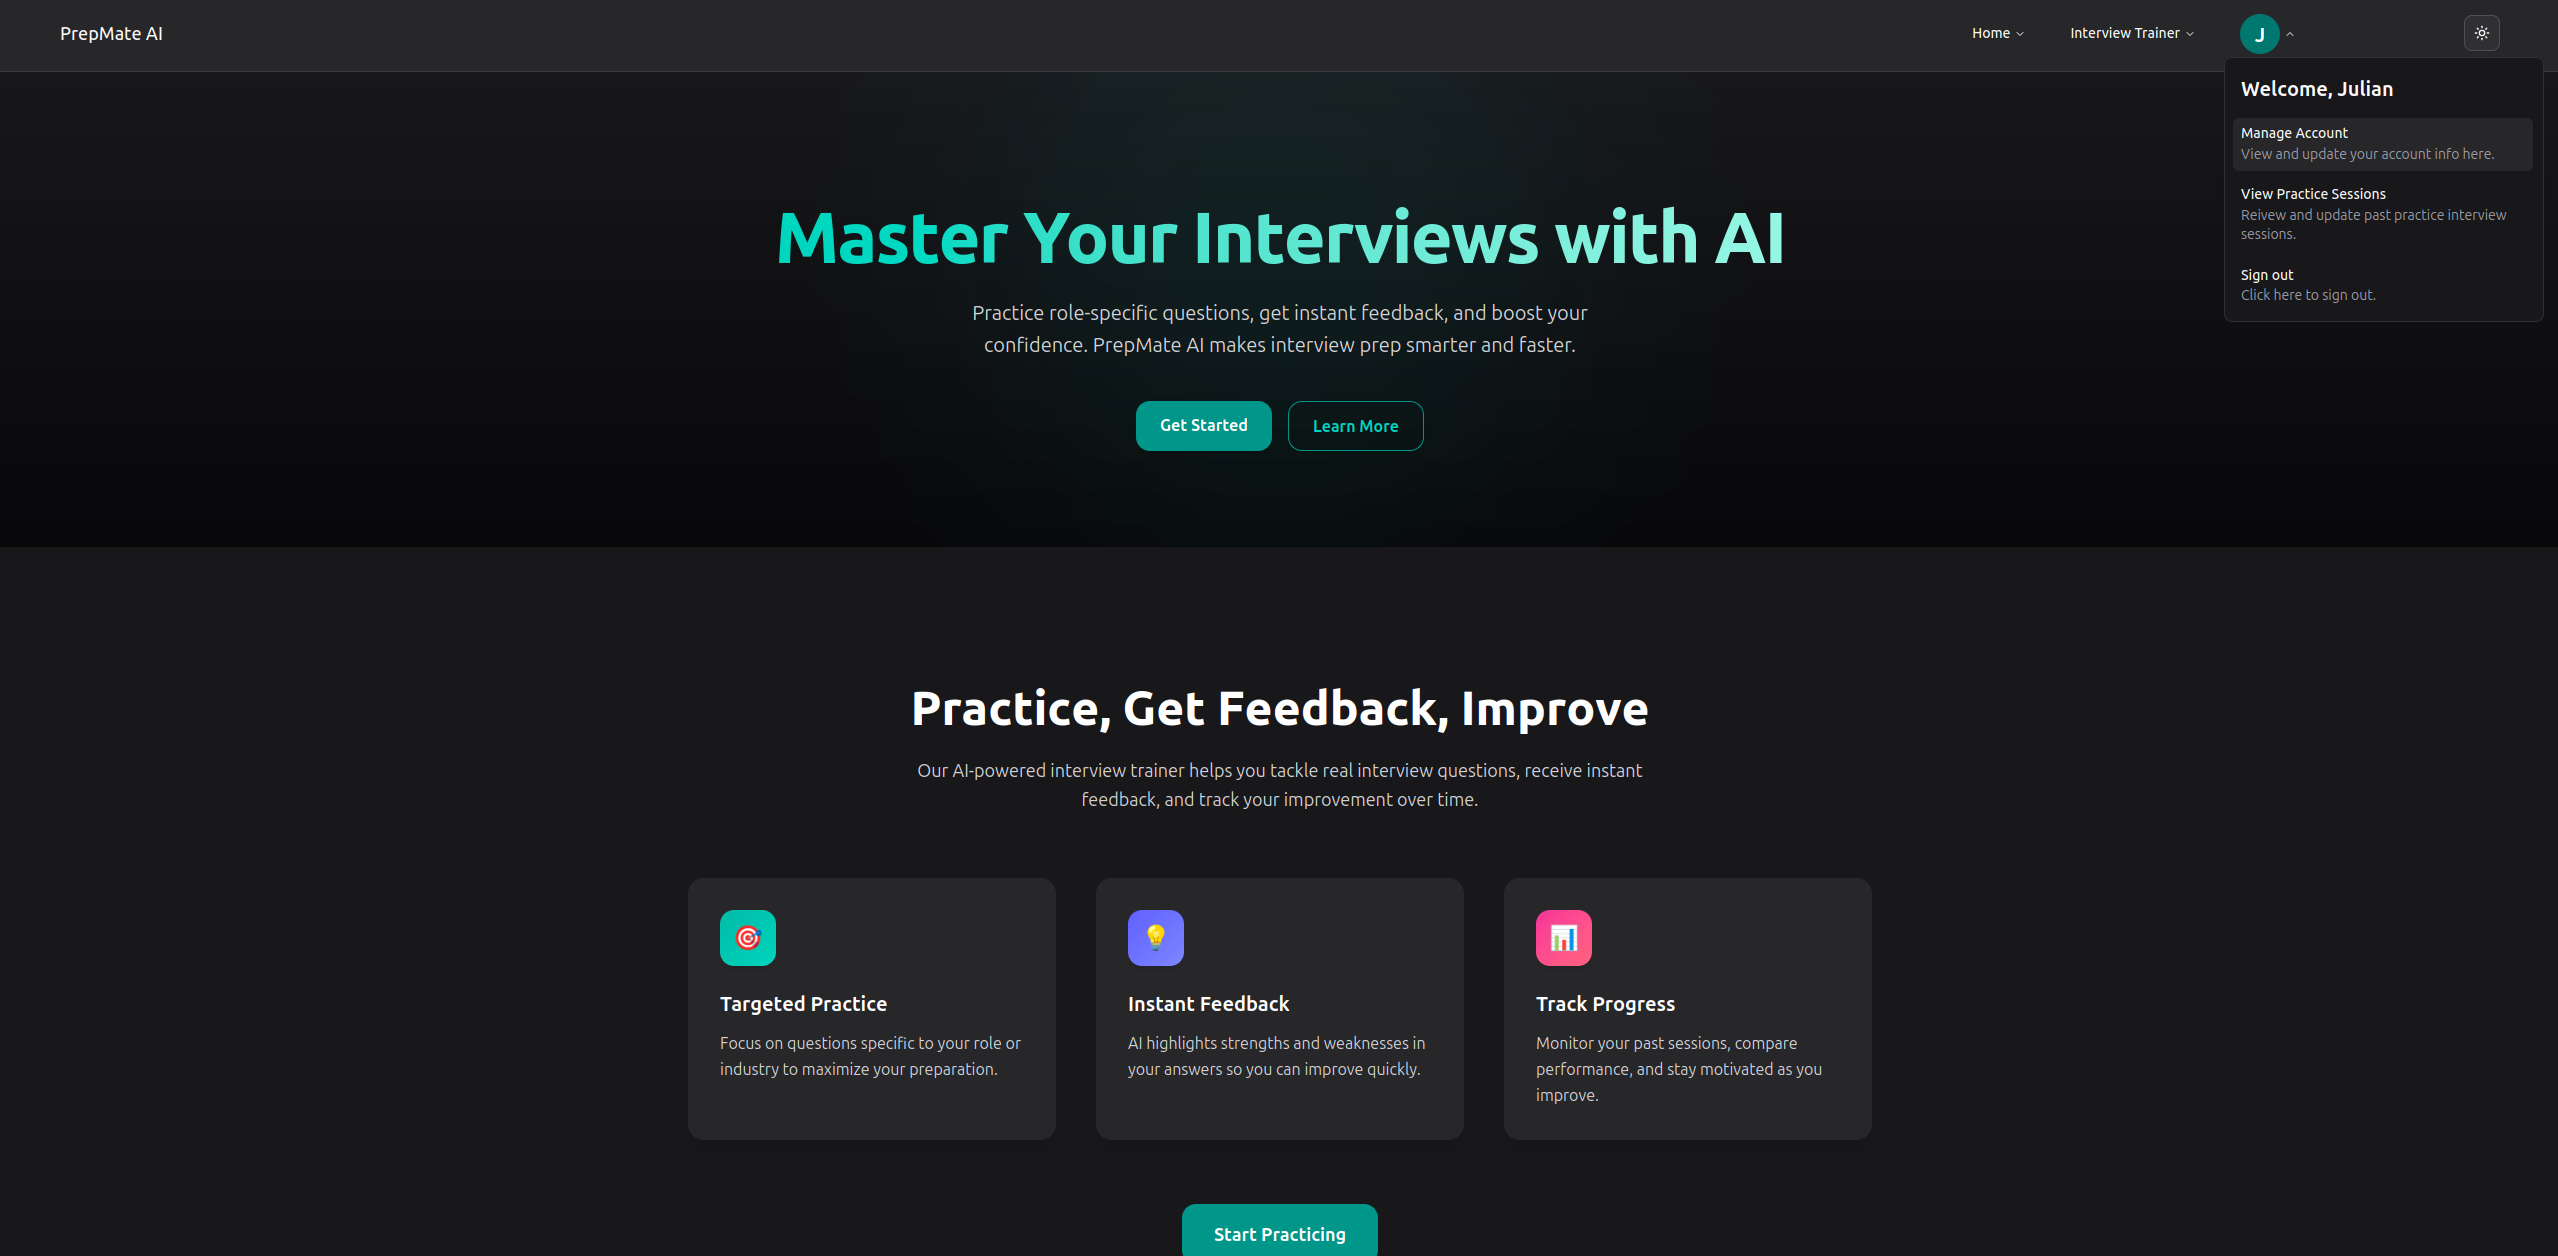 PrepMate AI
Home
Interview Trainer
J
Welcome, Julian
Manage Account
View and update your account info here.
View Practice Sessions
Reivew and update past practice interview
sessions.
Sign out
Click here to sign out.
Master Your Interviews with AI
Practice role-specific questions, get instant feedback, and boost your
confidence. PrepMate AI makes interview prep smarter and faster.
Get Started
Learn More
Practice, Get Feedback, Improve
Our AI-powered interview trainer helps you tackle real interview questions, receive instant
feedback, and track your improvement over time.
Targeted Practice
Focus on questions specific to your role or
industry to maximize your preparation.
Instant Feedback
AI highlights strengths and weaknesses in
your answers so you can improve quickly.
Track Progress
Monitor your past sessions, compare
performance, and stay motivated as you
improve.
Start Practicing